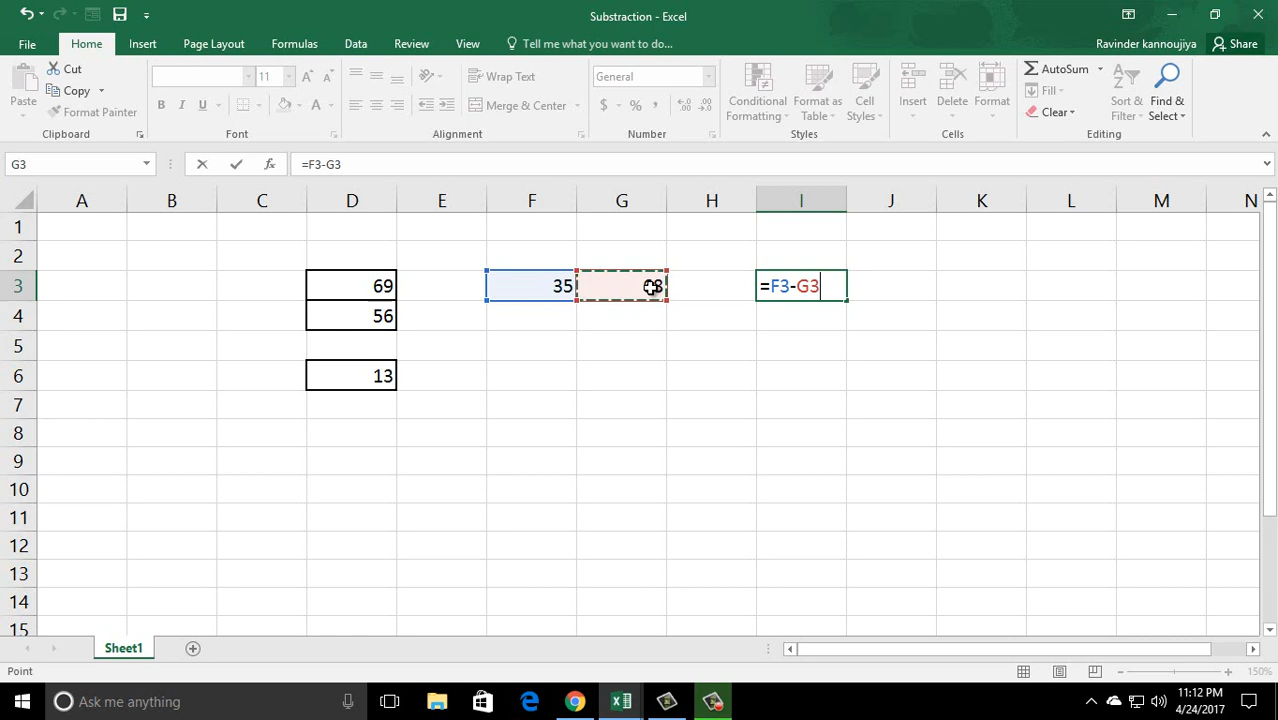 Substraction - Excel
File
Home
Insert
Page Layout
Formulas
Data
Review
View
Tell me what you want to do...
Ravinder kannoujiya
Share
Paste
Cut
Copy
Format Painter
Clipboard
11
B I U
A
Font
Wrap Text
Merge & Center
Alignment
General
$ % ,
Number
Conditional Formatting
Format as Table
Cell Styles
Styles
Insert
Delete
Format
Cells
AutoSum
Fill
Clear
Sort & Filter
Find & Select
Editing
G3
fx
=F3-G3
A B C D E F G H I J K L M N
1
2
3 69 35 =F3-G3
4 56
5
6 13
7
8
9
10
11
12
13
14
15
Sheet1
Point
150%
Ask me anything
11:12 PM
4/24/2017